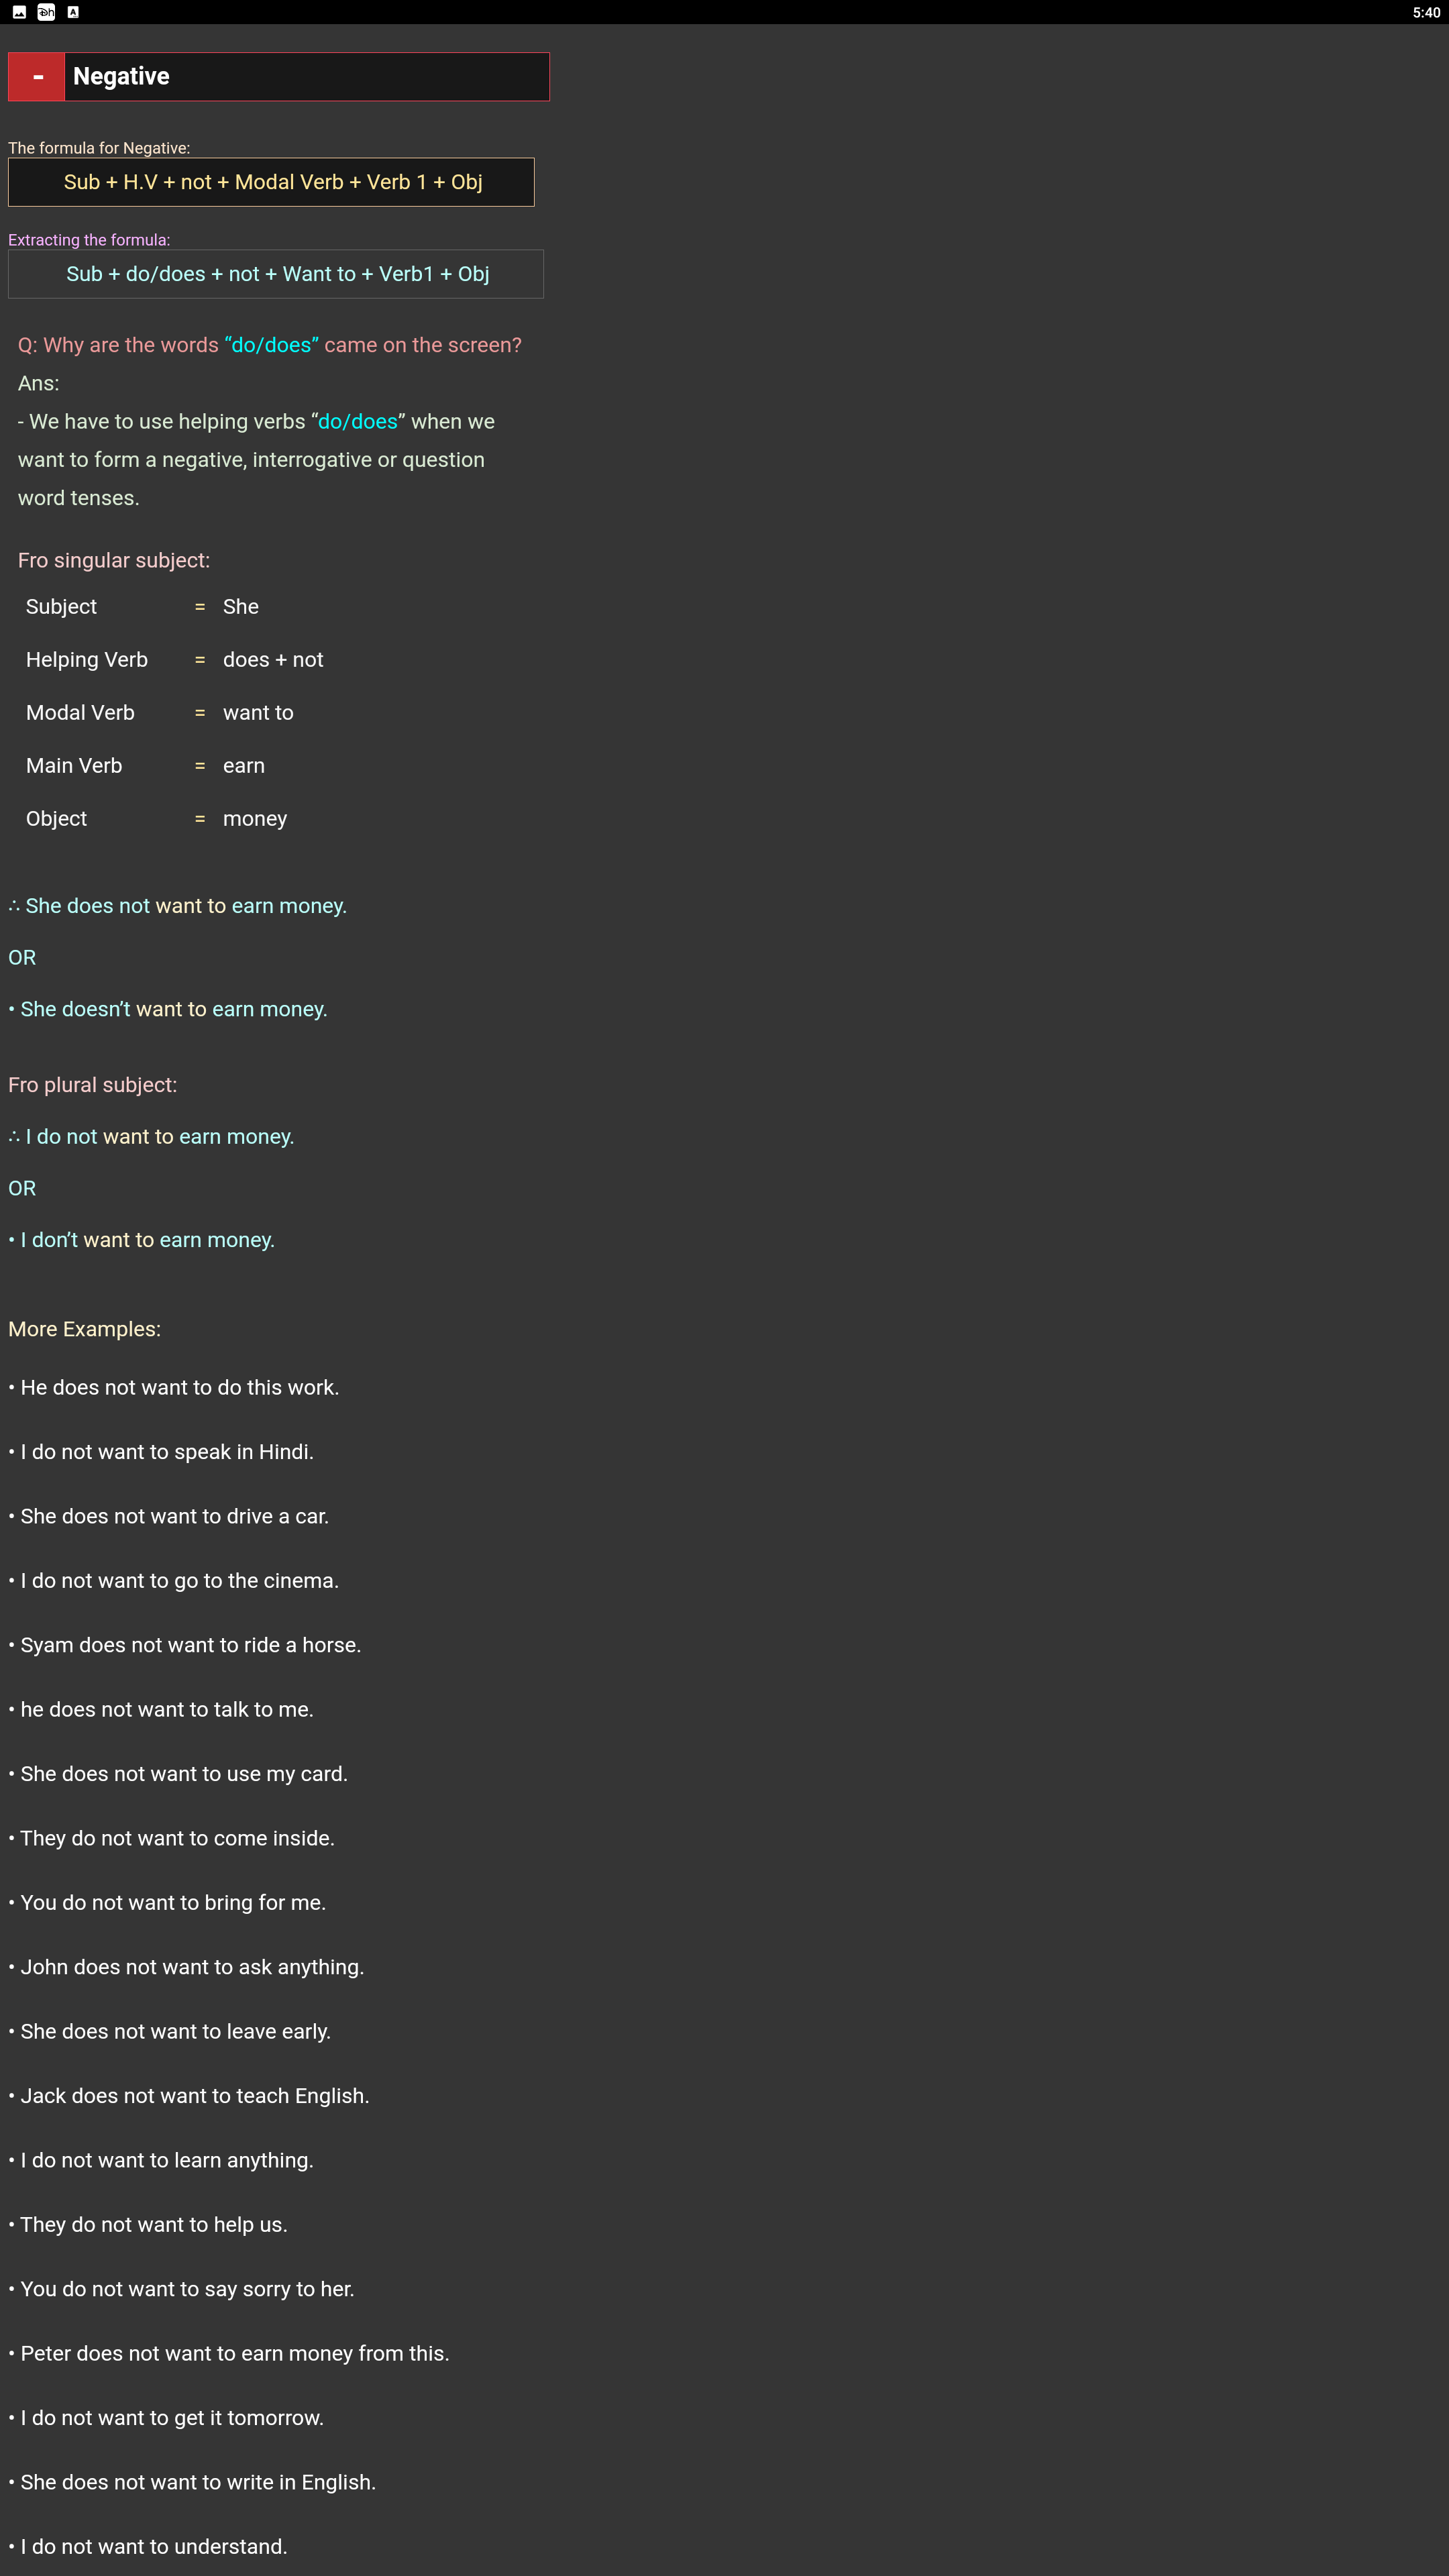 5:40
- Negative
The formula for Negative:
Sub + H.V + not + Modal Verb + Verb 1 + Obj
Extracting the formula:
Sub + do/does + not + Want to + Verb1 + Obj
Q: Why are the words “do/does” came on the screen?
Ans:
- We have to use helping verbs “do/does” when we
want to form a negative, interrogative or question
word tenses.
Fro singular subject:
Subject = She
Helping Verb = does + not
Modal Verb = want to
Main Verb = earn
Object = money
∴ She does not want to earn money.
OR
• She doesn’t want to earn money.
Fro plural subject:
∴ I do not want to earn money.
OR
• I don’t want to earn money.
More Examples:
• He does not want to do this work.
• I do not want to speak in Hindi.
• She does not want to drive a car.
• I do not want to go to the cinema.
• Syam does not want to ride a horse.
• he does not want to talk to me.
• She does not want to use my card.
• They do not want to come inside.
• You do not want to bring for me.
• John does not want to ask anything.
• She does not want to leave early.
• Jack does not want to teach English.
• I do not want to learn anything.
• They do not want to help us.
• You do not want to say sorry to her.
• Peter does not want to earn money from this.
• I do not want to get it tomorrow.
• She does not want to write in English.
• I do not want to understand.